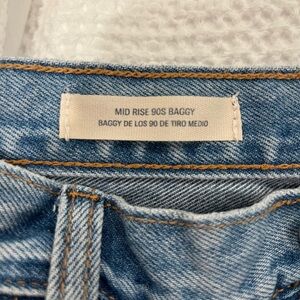 MID RISE 90S BAGGY
BAGGY DE LOS 90 DE TIRO MEDIO